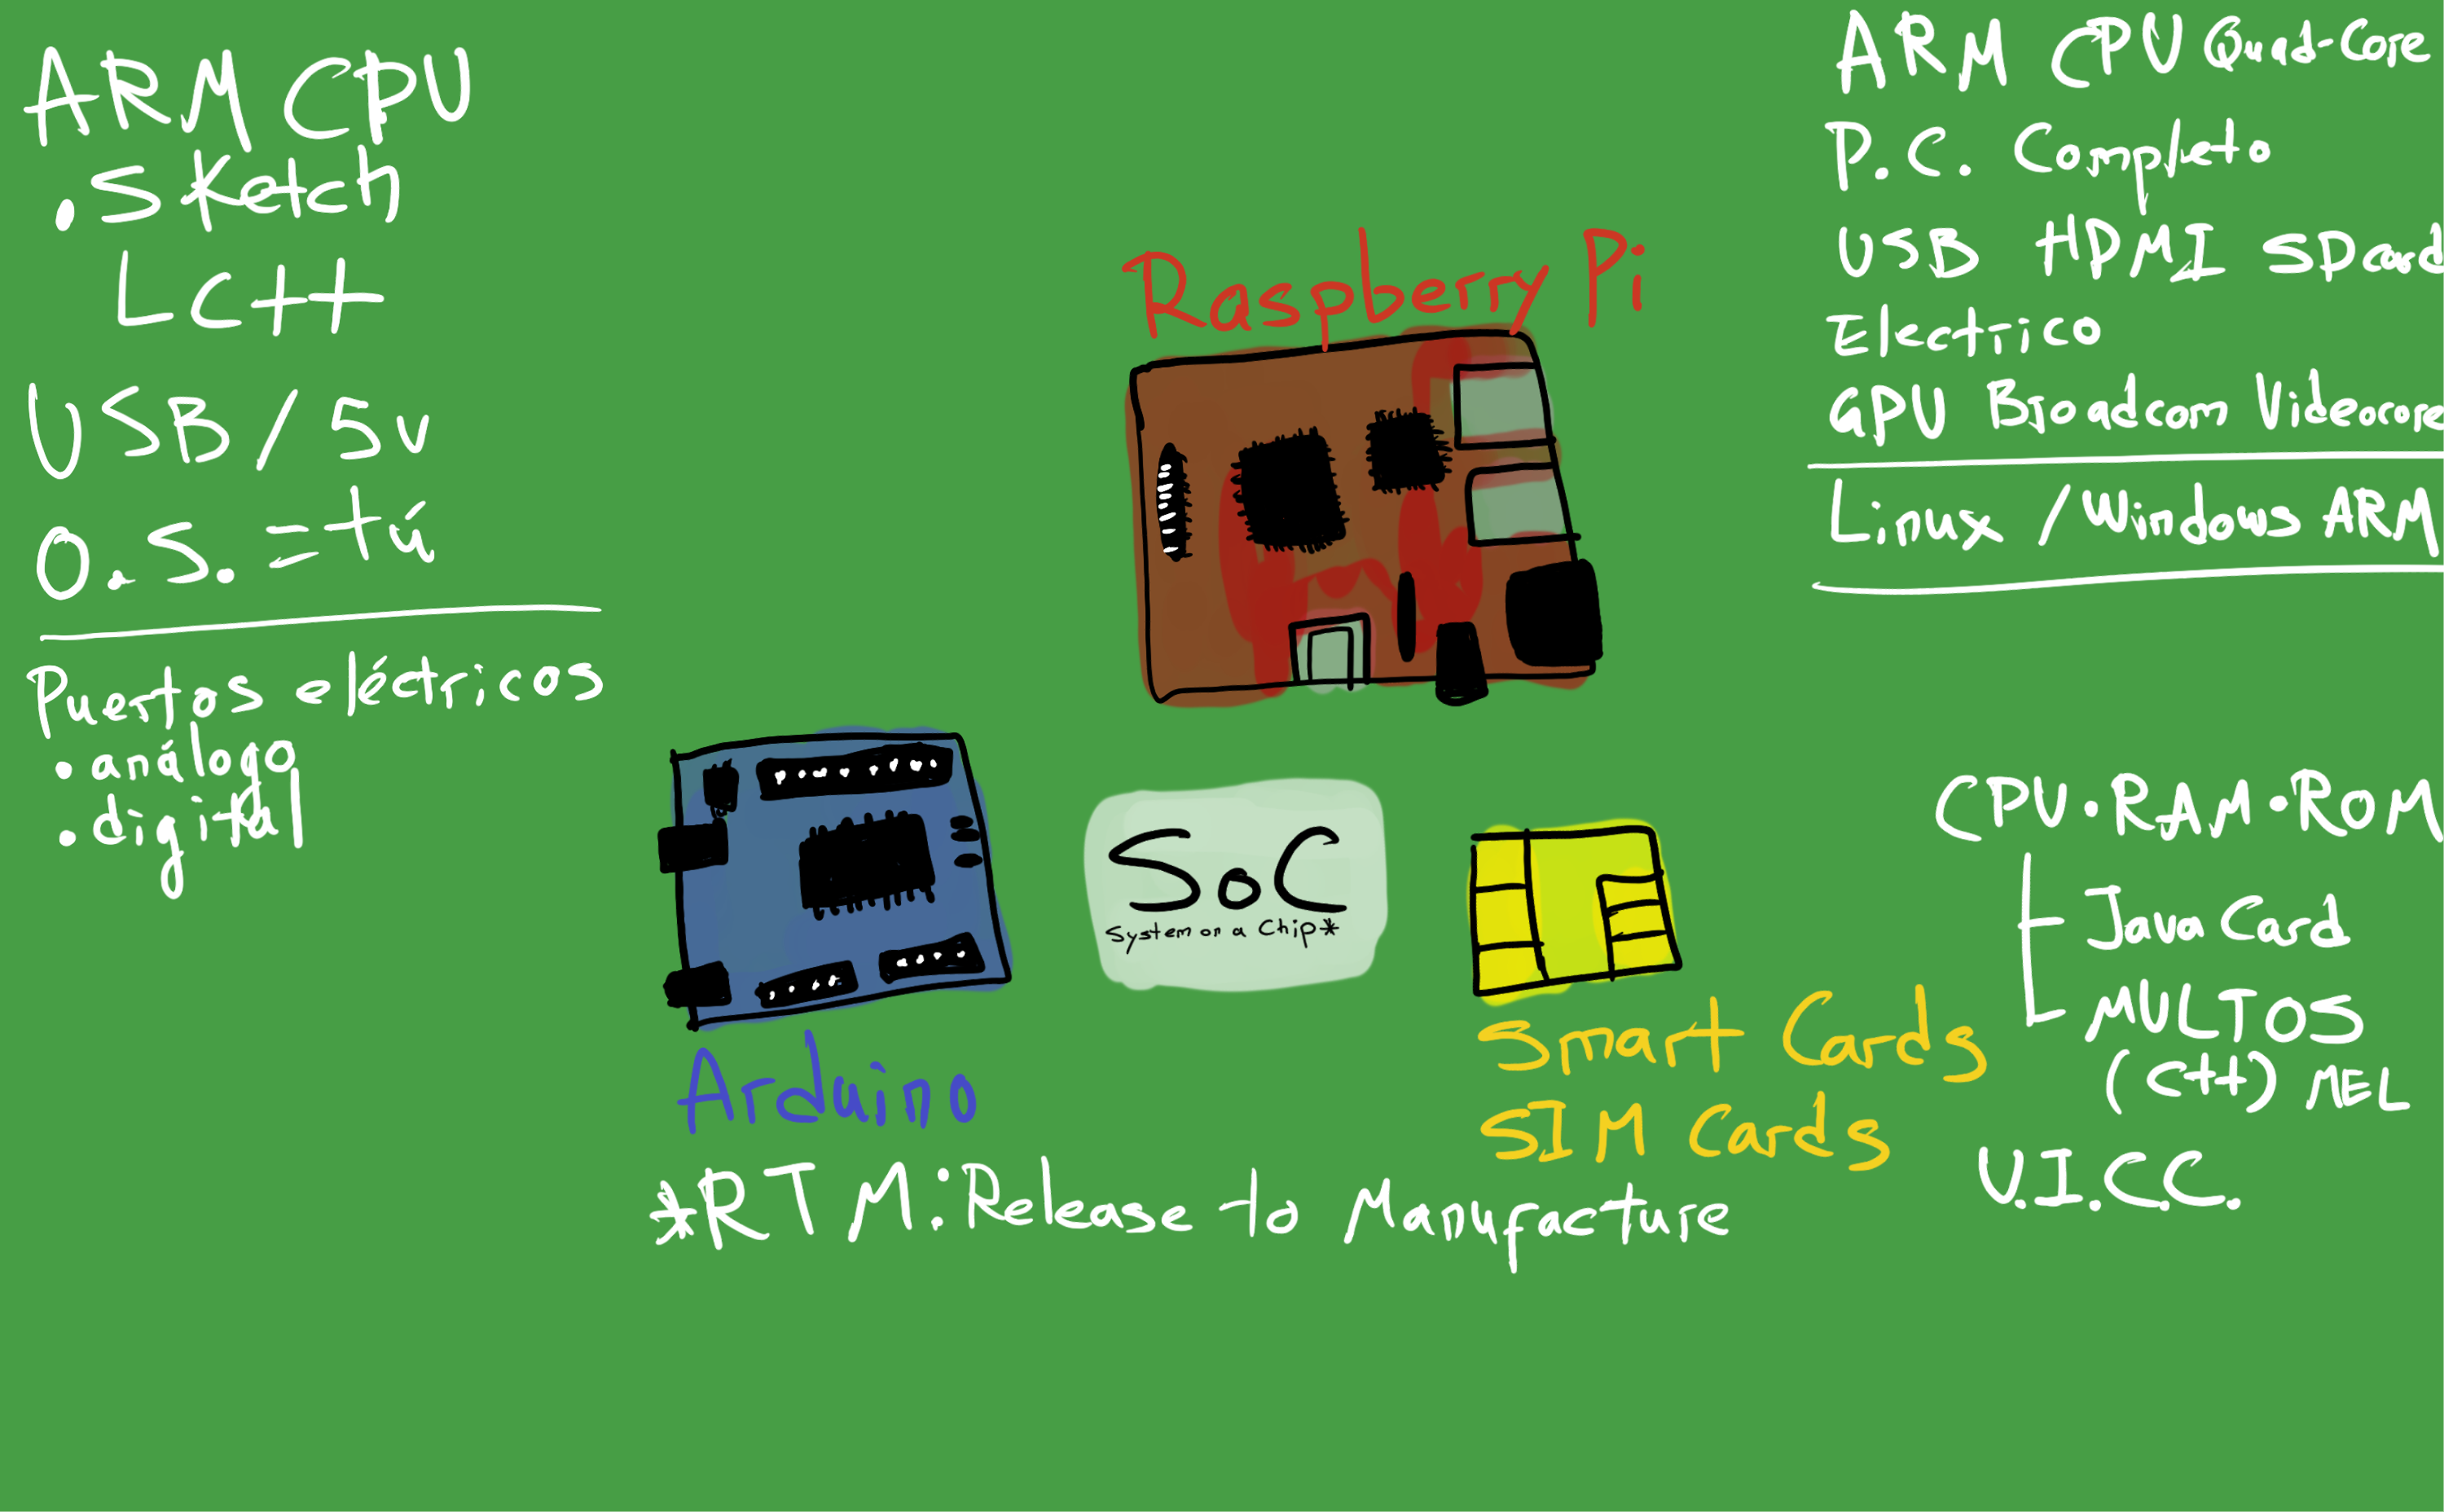 ARM CPU
. Sketch
L C++
USB/5v
O.S. = tú
Puertos eléctricos
. análogo
. digital
Raspberry Pi
ARM CPU Quad-Core
P.C. Completo
USB HDMI SDcard
Electrico
GPU Broadcom Videocore
Linux / Windows ARM
SoC
System on a Chip*
Arduino
Smart Cards
SIM Cards
CPU·RAM·ROM
Java Card
MULTOS
(C++) MEL
U.I.C.C.
*RTM: Release to Manufacture